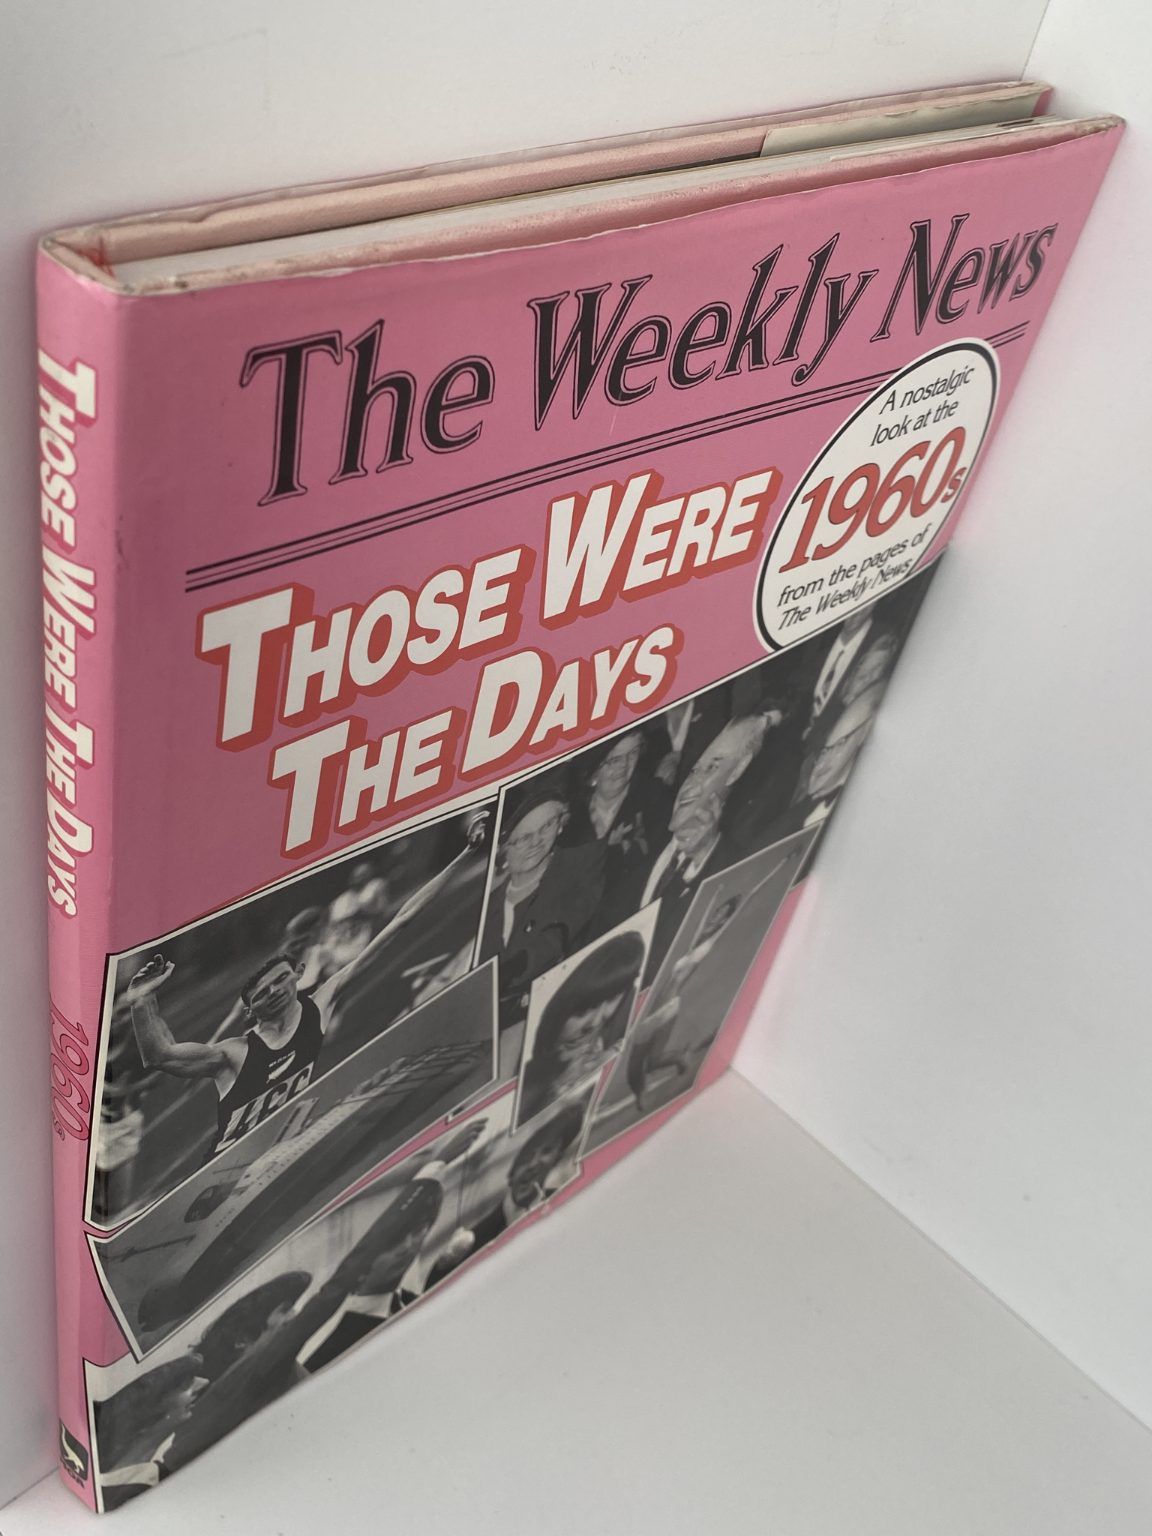 The Weekly News
A nostalgic
look at the
1960s
from the pages of
The Weekly News
THOSE WERE
THE DAYS
THOSE WERE THE DAYS 1960s